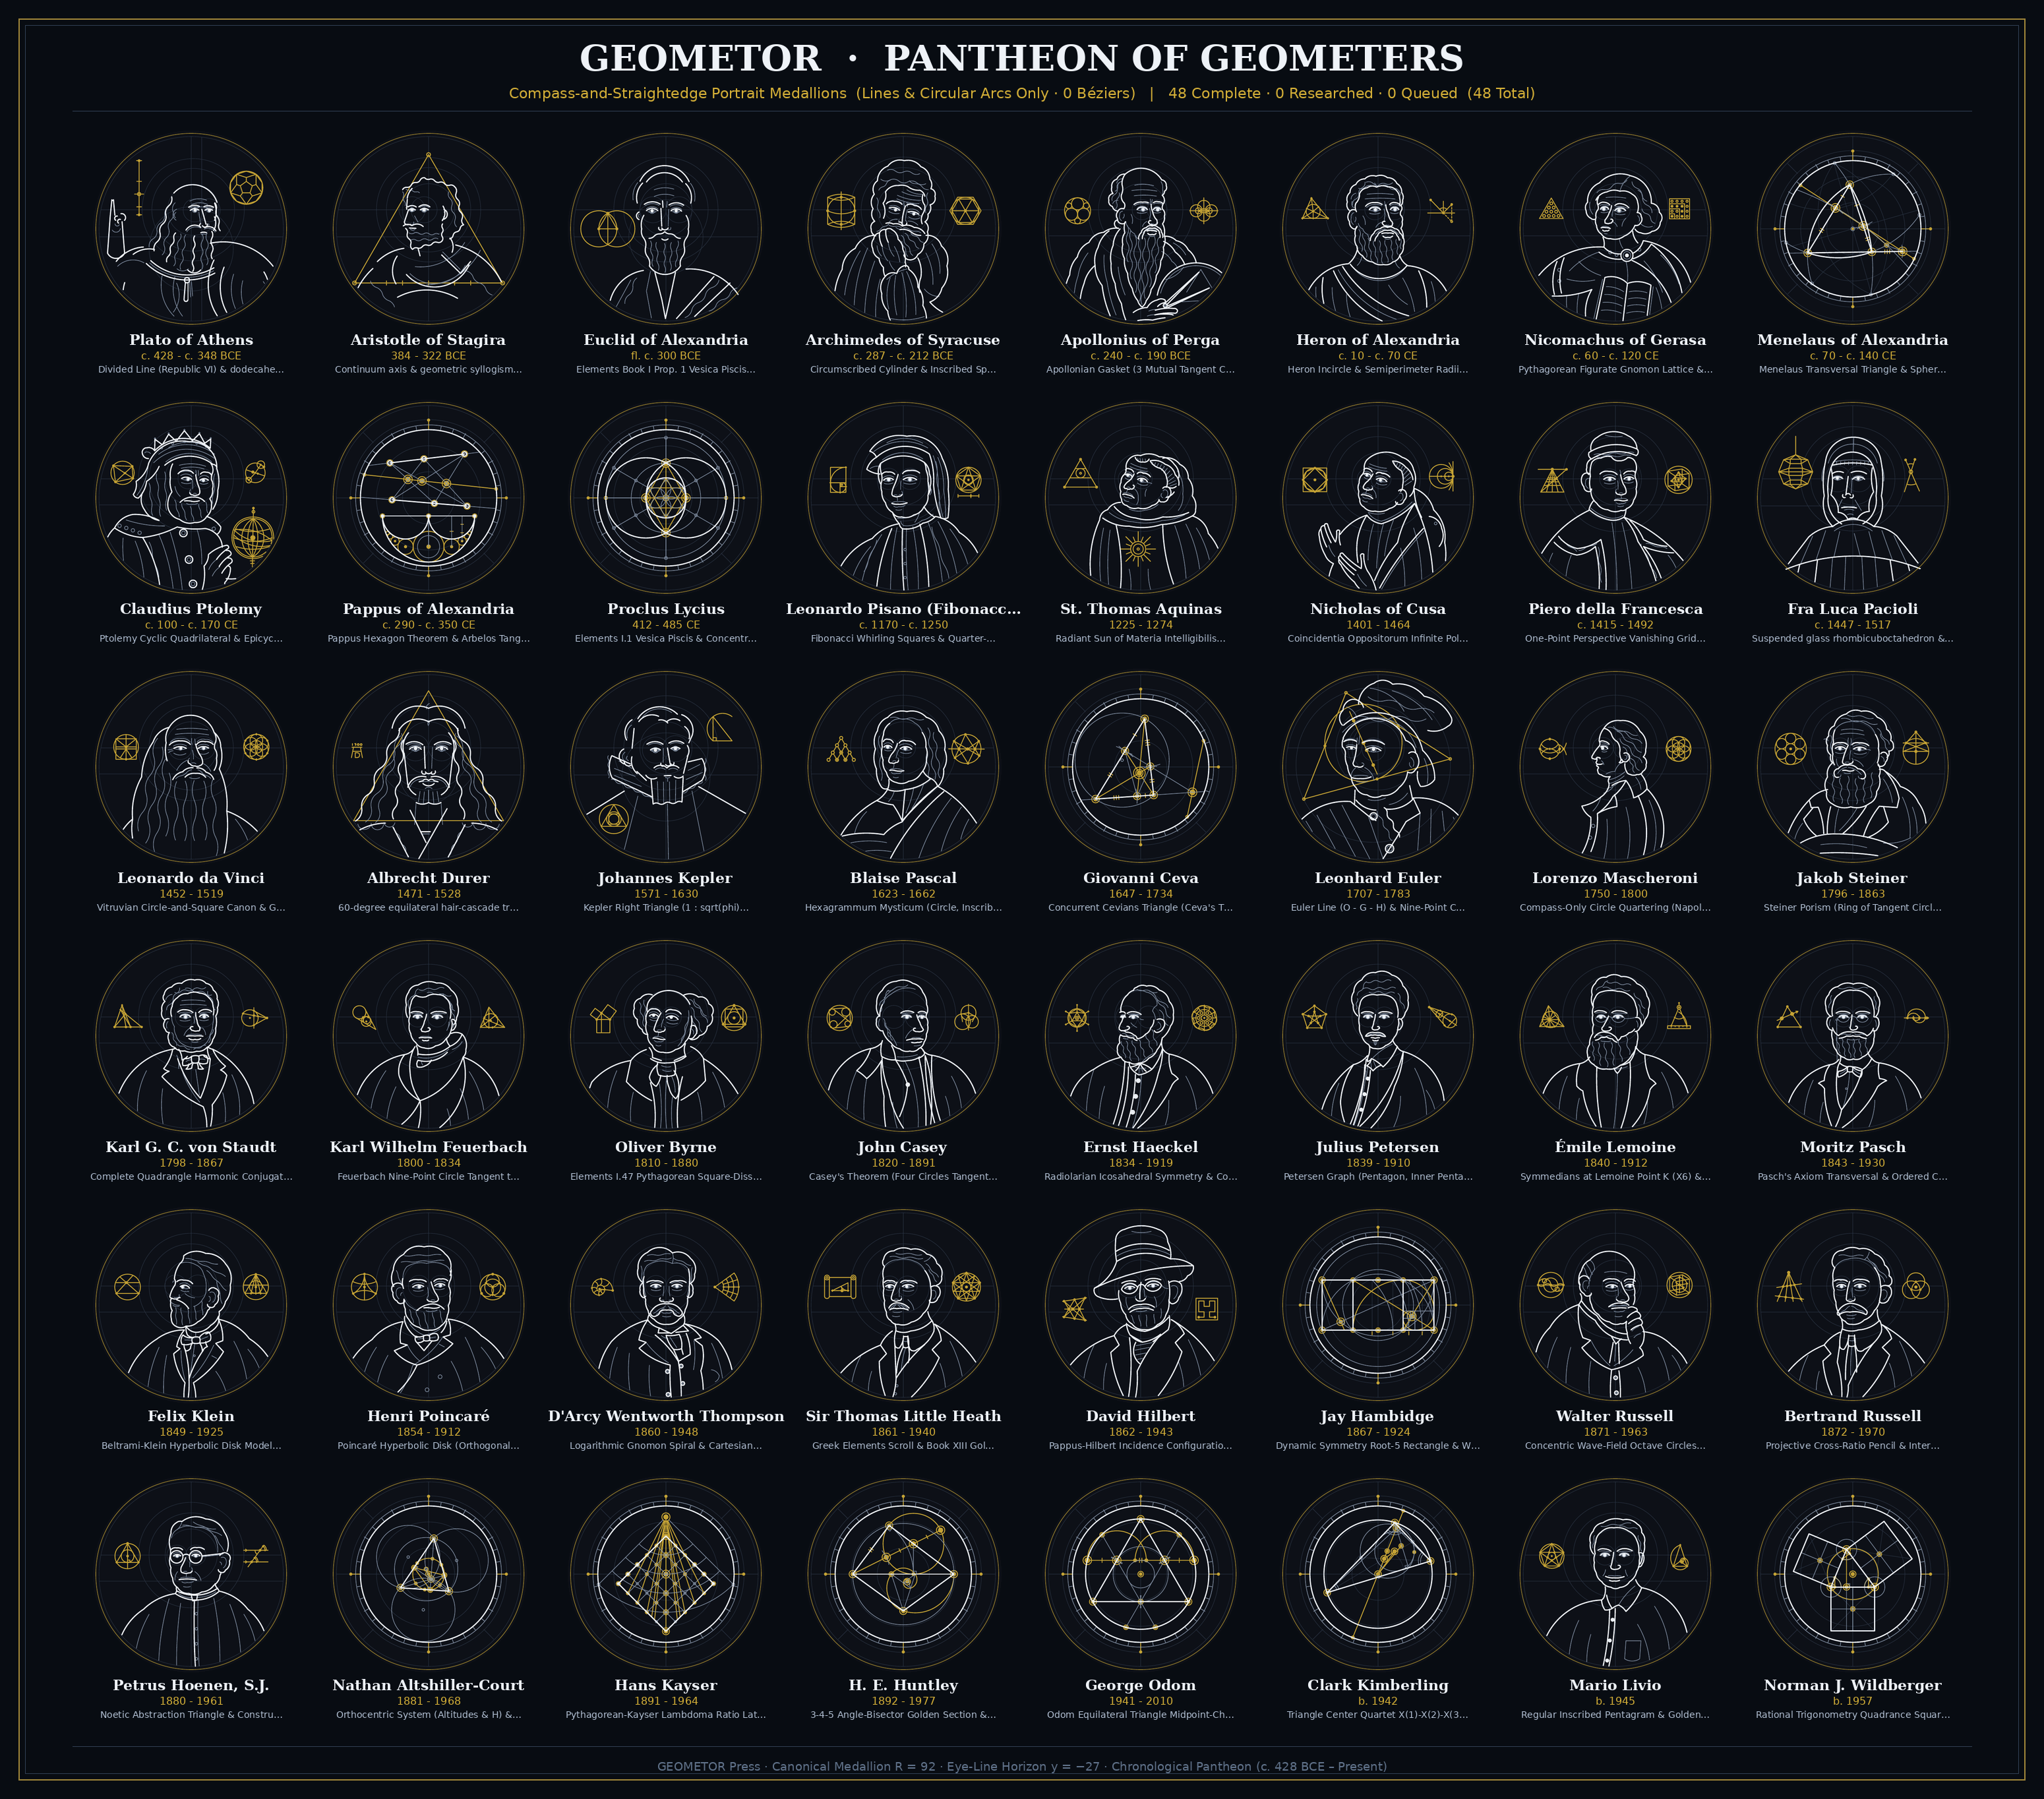 GEOMETOR · PANTHEON OF GEOMETERS
Compass-and-Straightedge Portrait Medallions (Lines & Circular Arcs Only · 0 Béziers) | 48 Complete · 0 Researched · 0 Queued (48 Total)
Plato of Athens
c. 428 - c. 348 BCE
Divided Line (Republic VI) & dodecahe...
Aristotle of Stagira
384 - 322 BCE
Continuum axis & geometric syllogism...
Euclid of Alexandria
fl. c. 300 BCE
Elements Book I Prop. 1 Vesica Piscis...
Archimedes of Syracuse
c. 287 - c. 212 BCE
Circumscribed Cylinder & Inscribed Sp...
Apollonius of Perga
c. 240 - c. 190 BCE
Apollonian Gasket (3 Mutual Tangent C...
Heron of Alexandria
c. 10 - c. 70 CE
Heron Incircle & Semiperimeter Radii...
Nicomachus of Gerasa
c. 60 - c. 120 CE
Pythagorean Figurate Gnomon Lattice &...
Menelaus of Alexandria
c. 70 - c. 140 CE
Menelaus Transversal Triangle & Spher...
Claudius Ptolemy
c. 100 - c. 170 CE
Ptolemy Cyclic Quadrilateral & Epicyc...
Pappus of Alexandria
c. 290 - c. 350 CE
Pappus Hexagon Theorem & Arbelos Tang...
Proclus Lycius
412 - 485 CE
Elements I.1 Vesica Piscis & Concentr...
Leonardo Pisano (Fibonacc...
c. 1170 - c. 1250
Fibonacci Whirling Squares & Quarter-...
St. Thomas Aquinas
1225 - 1274
Radiant Sun of Materia Intelligibilis...
Nicholas of Cusa
1401 - 1464
Coincidentia Oppositorum Infinite Pol...
Piero della Francesca
c. 1415 - 1492
One-Point Perspective Vanishing Grid...
Fra Luca Pacioli
c. 1447 - 1517
Suspended glass rhombicuboctahedron &...
Leonardo da Vinci
1452 - 1519
Vitruvian Circle-and-Square Canon & G...
Albrecht Durer
1471 - 1528
60-degree equilateral hair-cascade tr...
Johannes Kepler
1571 - 1630
Kepler Right Triangle (1 : sqrt(phi)...
Blaise Pascal
1623 - 1662
Hexagrammum Mysticum (Circle, Inscrib...
Giovanni Ceva
1647 - 1734
Concurrent Cevians Triangle (Ceva's T...
Leonhard Euler
1707 - 1783
Euler Line (O - G - H) & Nine-Point C...
Lorenzo Mascheroni
1750 - 1800
Compass-Only Circle Quartering (Napol...
Jakob Steiner
1796 - 1863
Steiner Porism (Ring of Tangent Circl...
Karl G. C. von Staudt
1798 - 1867
Complete Quadrangle Harmonic Conjugat...
Karl Wilhelm Feuerbach
1800 - 1834
Feuerbach Nine-Point Circle Tangent t...
Oliver Byrne
1810 - 1880
Elements I.47 Pythagorean Square-Diss...
John Casey
1820 - 1891
Casey's Theorem (Four Circles Tangent...
Ernst Haeckel
1834 - 1919
Radiolarian Icosahedral Symmetry & Co...
Julius Petersen
1839 - 1910
Petersen Graph (Pentagon, Inner Penta...
Émile Lemoine
1840 - 1912
Symmedians at Lemoine Point K (X6) &...
Moritz Pasch
1843 - 1930
Pasch's Axiom Transversal & Ordered C...
Felix Klein
1849 - 1925
Beltrami-Klein Hyperbolic Disk Model...
Henri Poincaré
1854 - 1912
Poincaré Hyperbolic Disk (Orthogonal...
D'Arcy Wentworth Thompson
1860 - 1948
Logarithmic Gnomon Spiral & Cartesian...
Sir Thomas Little Heath
1861 - 1940
Greek Elements Scroll & Book XIII Gol...
David Hilbert
1862 - 1943
Pappus-Hilbert Incidence Configuratio...
Jay Hambidge
1867 - 1924
Dynamic Symmetry Root-5 Rectangle & W...
Walter Russell
1871 - 1963
Concentric Wave-Field Octave Circles...
Bertrand Russell
1872 - 1970
Projective Cross-Ratio Pencil & Inter...
Petrus Hoenen, S.J.
1880 - 1961
Noetic Abstraction Triangle & Constru...
Nathan Altshiller-Court
1881 - 1968
Orthocentric System (Altitudes & H) &...
Hans Kayser
1891 - 1964
Pythagorean-Kayser Lambdoma Ratio Lat...
H. E. Huntley
1892 - 1977
3-4-5 Angle-Bisector Golden Section &...
George Odom
1941 - 2010
Odom Equilateral Triangle Midpoint-Ch...
Clark Kimberling
b. 1942
Triangle Center Quartet X(1)-X(2)-X(3...
Mario Livio
b. 1945
Regular Inscribed Pentagram & Golden...
Norman J. Wildberger
b. 1957
Rational Trigonometry Quadrance Squar...
GEOMETOR Press · Canonical Medallion R = 92 · Eye-Line Horizon y = −27 · Chronological Pantheon (c. 428 BCE – Present)